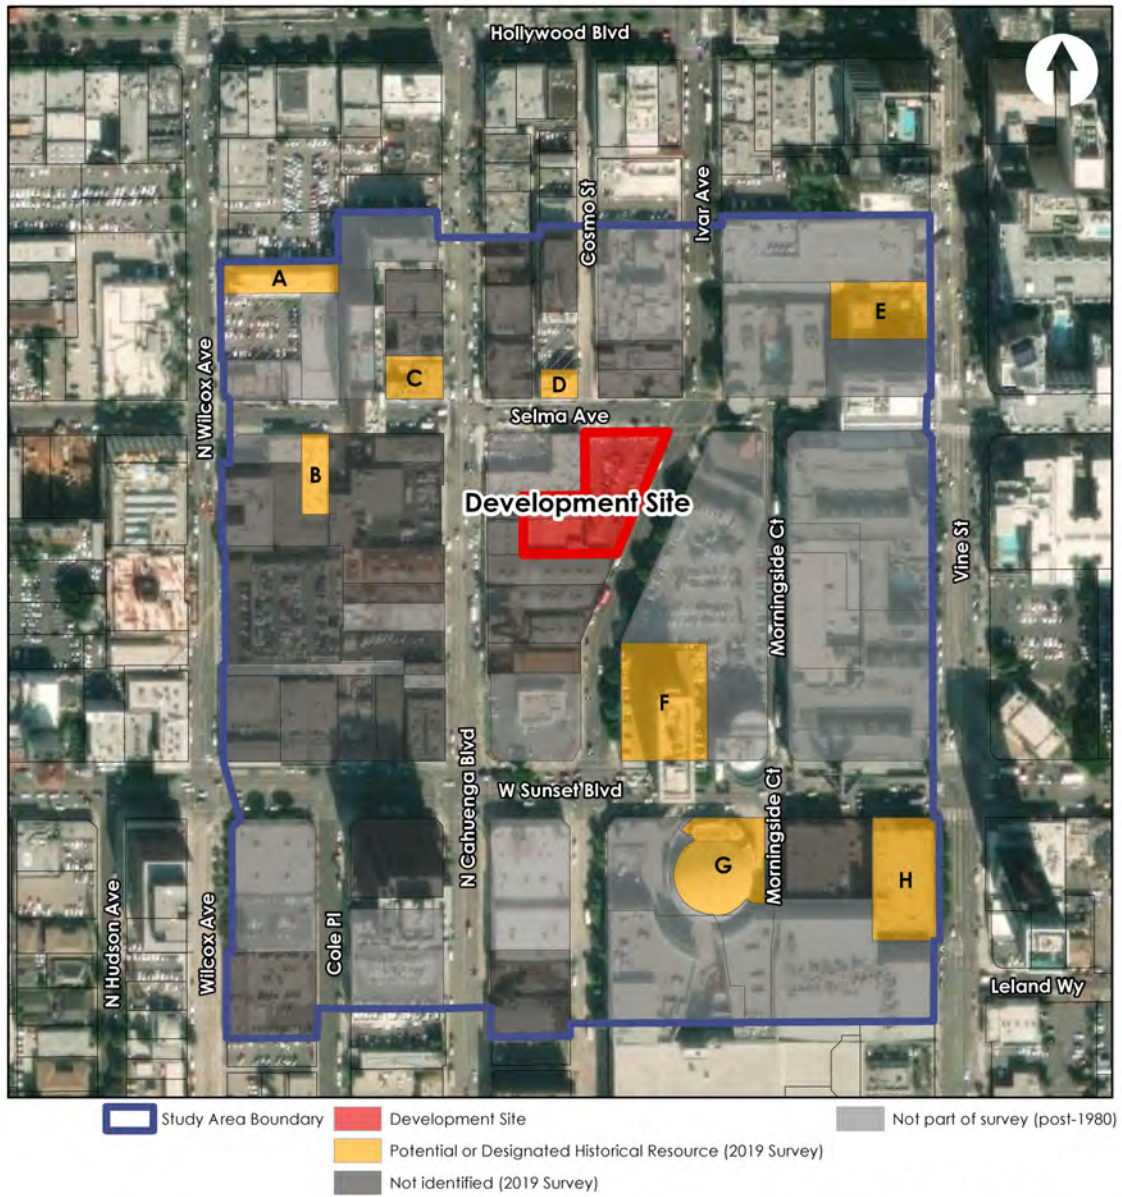 Hollywood Blvd
Cosmo St
Ivar Ave
A
E
N Wilcox Ave
C
D
Selma Ave
B
Development Site
Morningside Ct
Vine St
F
N Cahuenga Blvd
W Sunset Blvd
Morningside Ct
G
H
N Hudson Ave
Wilcox Ave
Cole Pl
Leland Wy
Study Area Boundary
Development Site
Not part of survey (post-1980)
Potential or Designated Historical Resource (2019 Survey)
Not identified (2019 Survey)